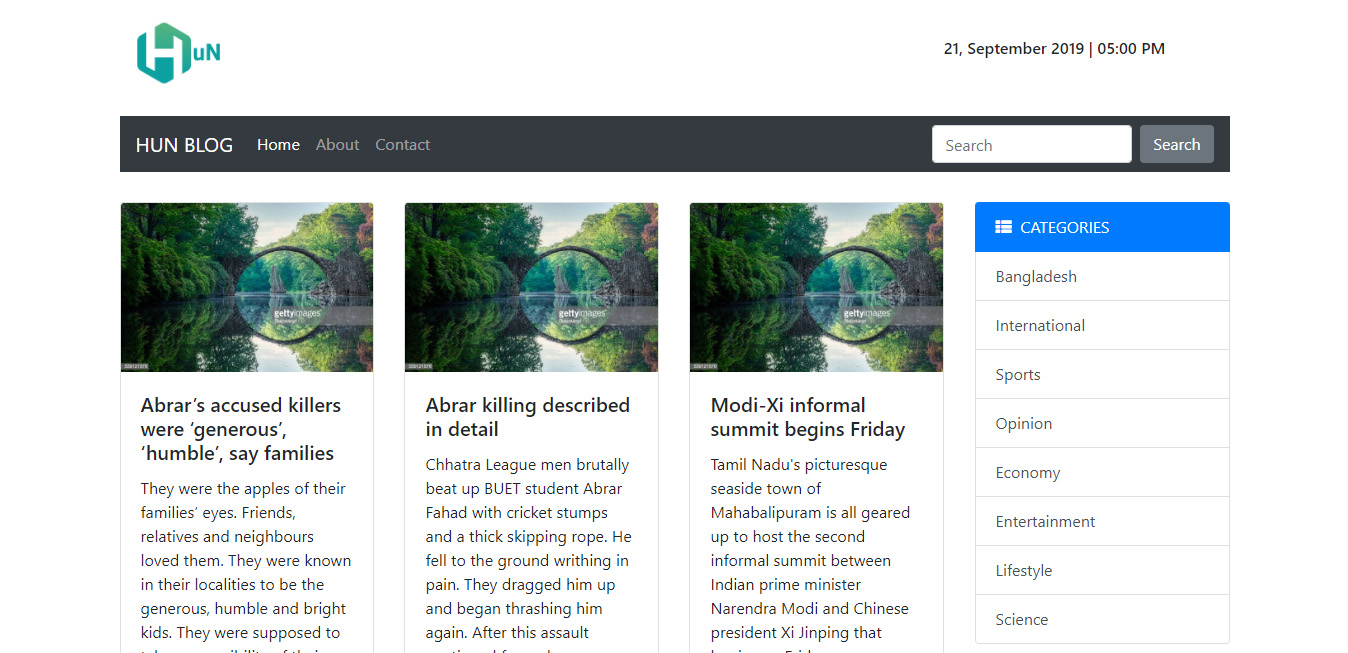 HuN
21, September 2019 | 05:00 PM
HUN BLOG Home About Contact Search Search
gettyimages
gettyimages
gettyimages
Abrar’s accused killers
were ‘generous’,
‘humble’, say families
They were the apples of their
families’ eyes. Friends,
relatives and neighbours
loved them. They were known
in their localities to be the
generous, humble and bright
kids. They were supposed to
Abrar killing described
in detail
Chhatra League men brutally
beat up BUET student Abrar
Fahad with cricket stumps
and a thick skipping rope. He
fell to the ground writhing in
pain. They dragged him up
and began thrashing him
again. After this assault
Modi-Xi informal
summit begins Friday
Tamil Nadu's picturesque
seaside town of
Mahabalipuram is all geared
up to host the second
informal summit between
Indian prime minister
Narendra Modi and Chinese
president Xi Jinping that
CATEGORIES
Bangladesh
International
Sports
Opinion
Economy
Entertainment
Lifestyle
Science